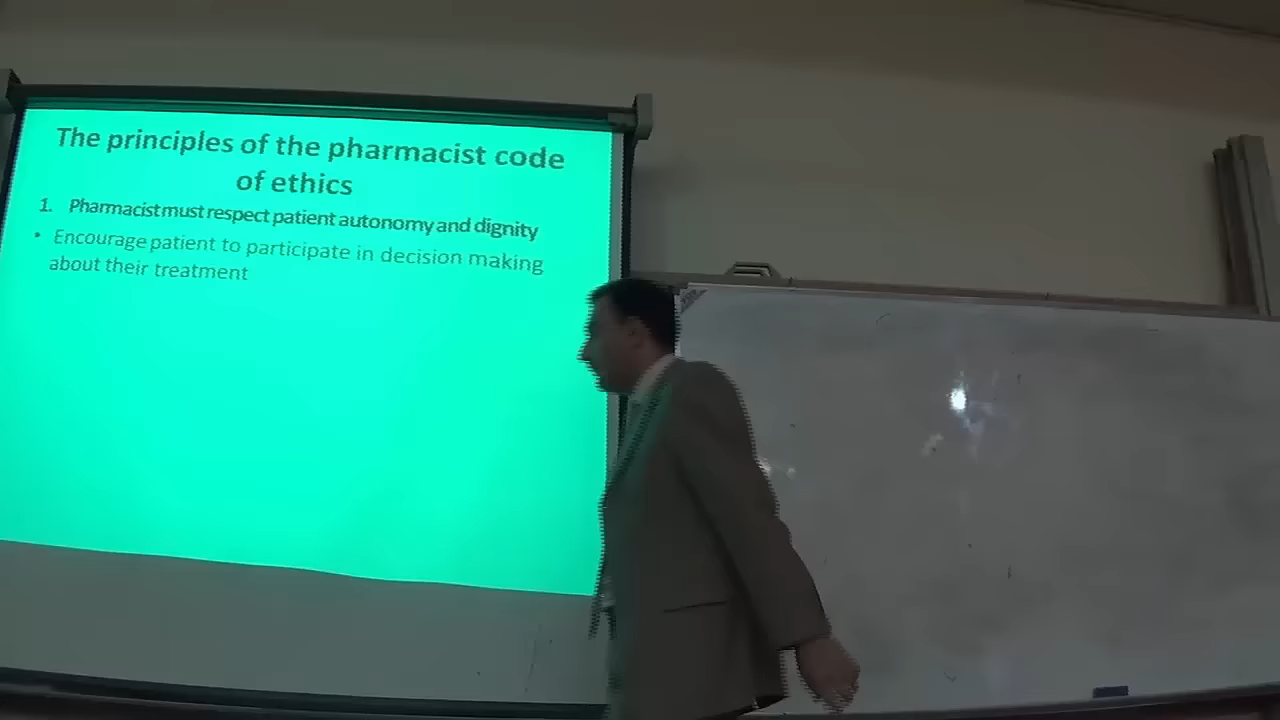 The principles of the pharmacist code
of ethics
1. Pharmacist must respect patient autonomy and dignity
• Encourage patient to participate in decision making
about their treatment